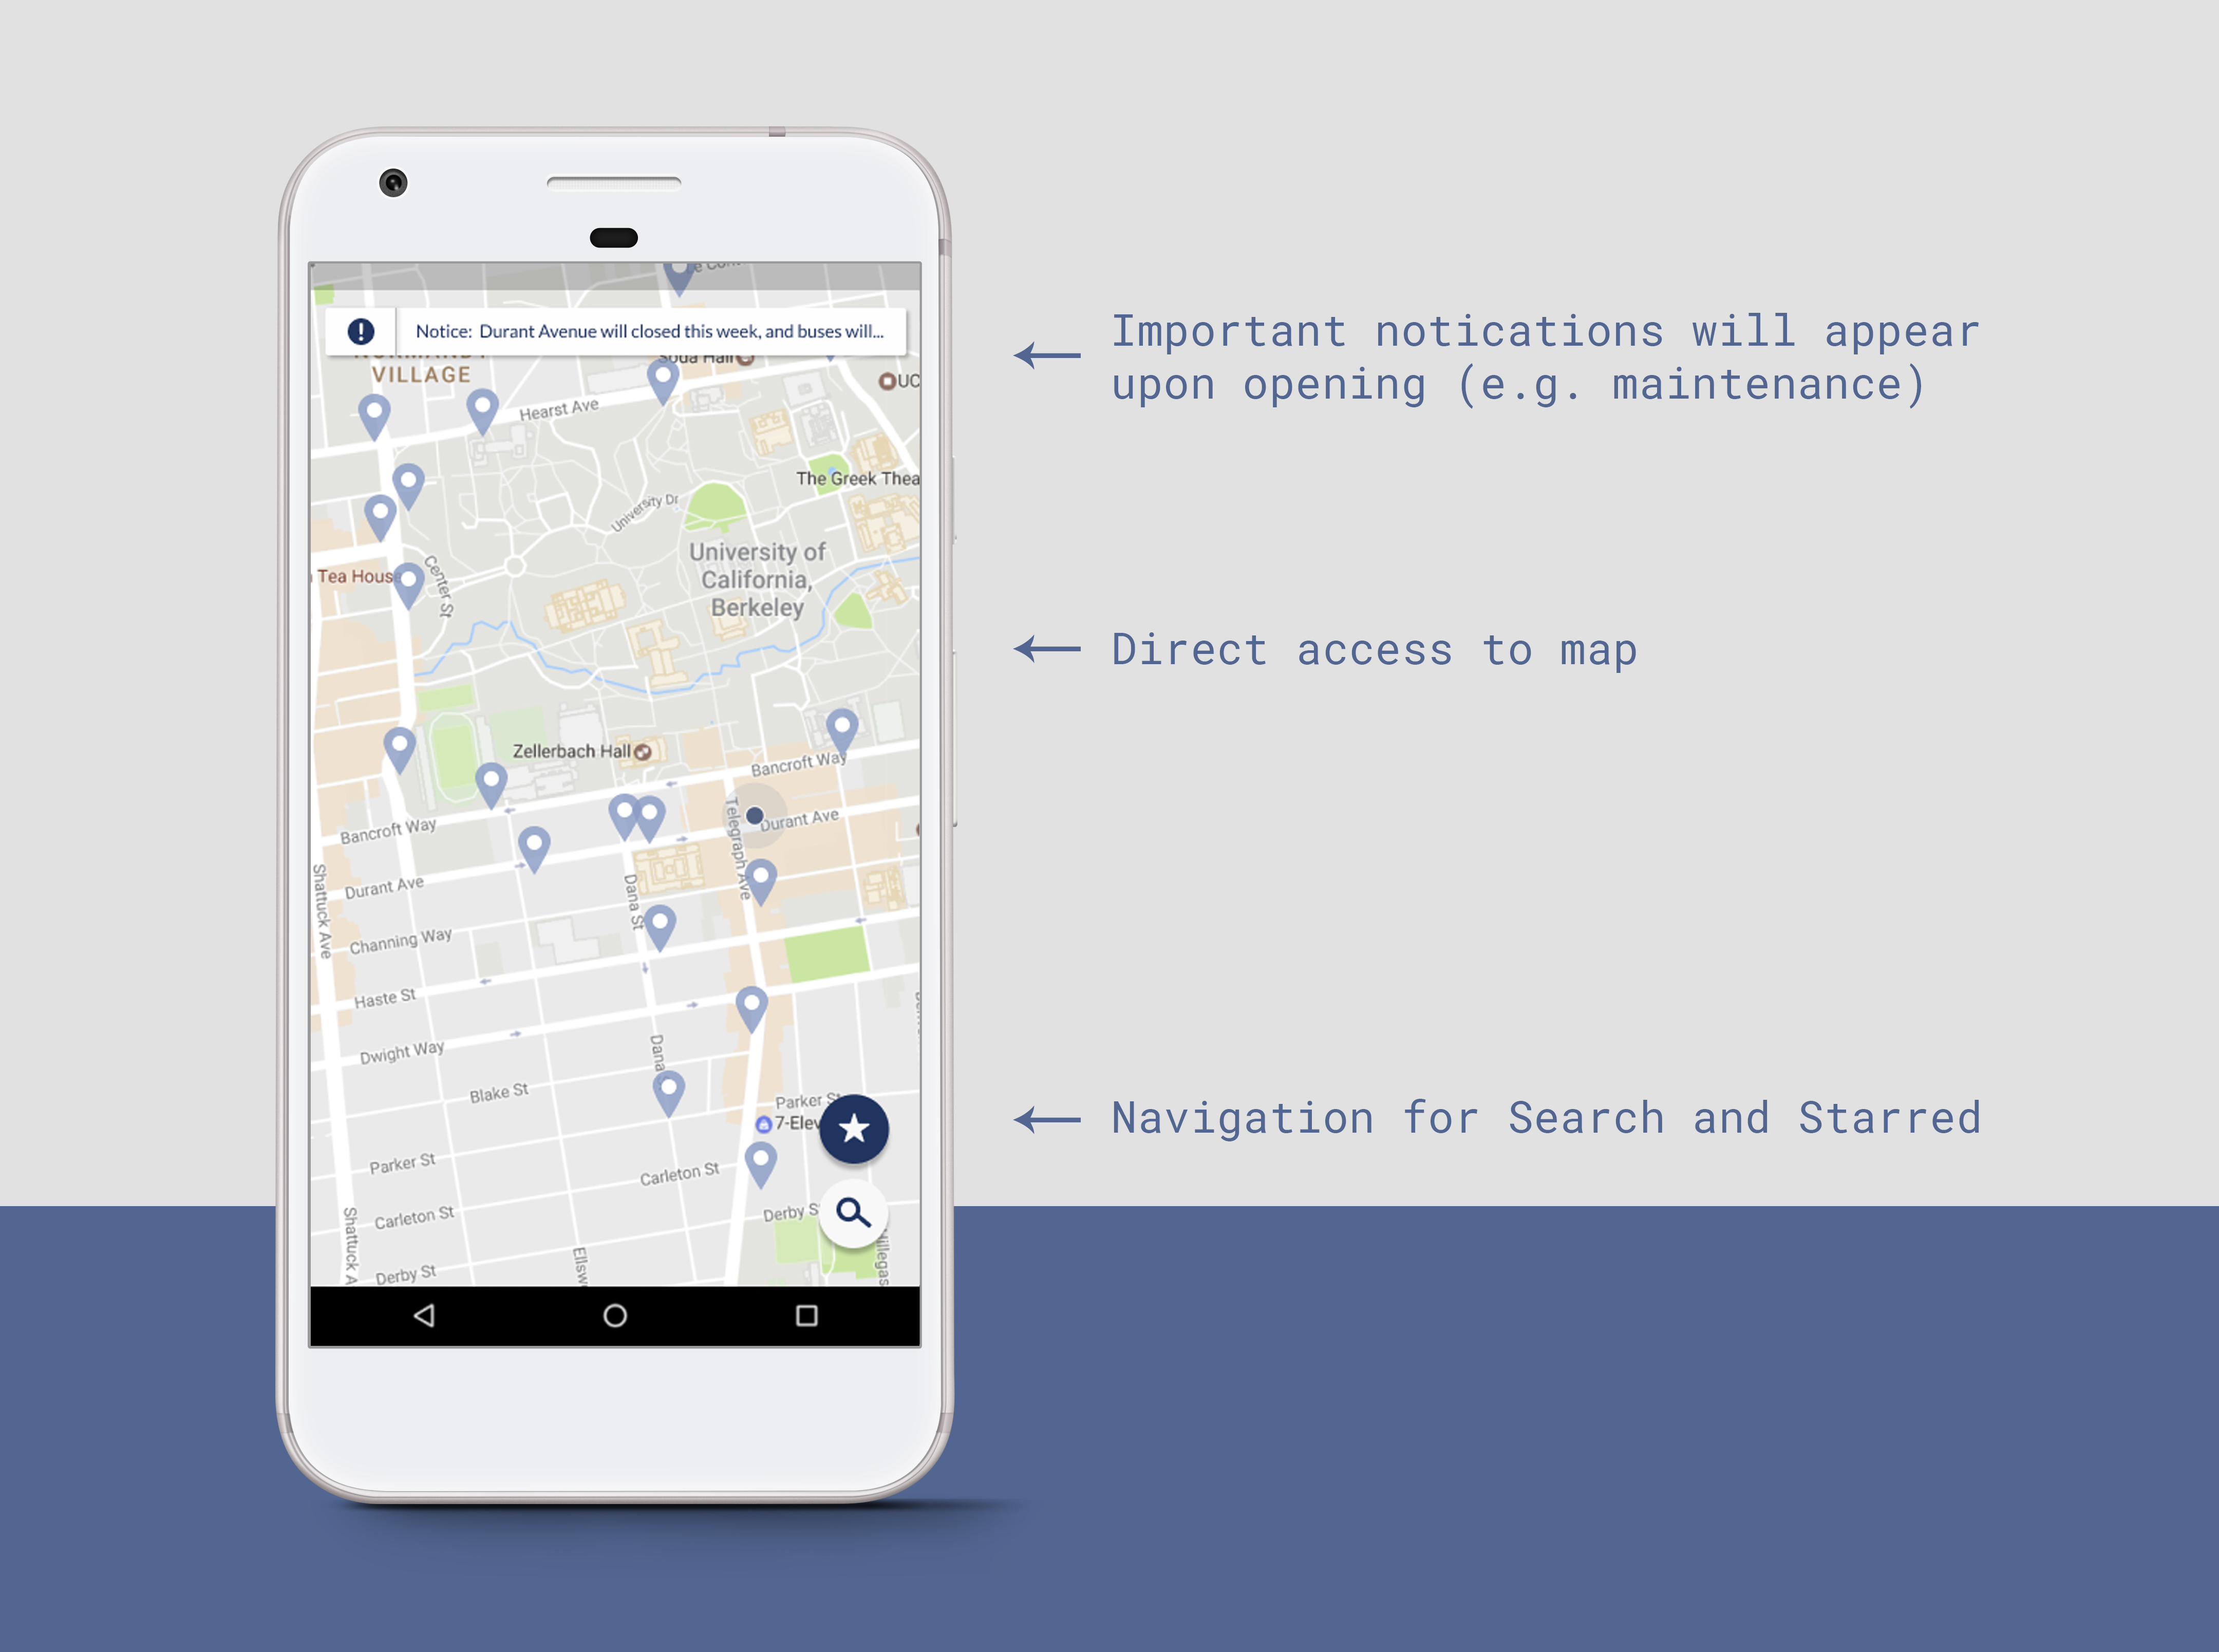 Notice: Durant Avenue will closed this week, and buses will...
VILLAGE
Soda Hall
UC
Hearst Ave
The Greek Thea
University Dr
University of
California,
Berkeley
Tea House
Center St
Zellerbach Hall
Bancroft Way
Telegraph Ave
Durant Ave
Bancroft Way
Shattuck Ave
Durant Ave
Dana St
Channing Way
Haste St
Dwight Way
Dana
Blake St
Parker St
7-Elev
Parker St
Carleton St
Carleton St
Derby S
Shattuck A
Derby St
Ellsw
illegas
Important notications will appear
upon opening (e.g. maintenance)
Direct access to map
Navigation for Search and Starred